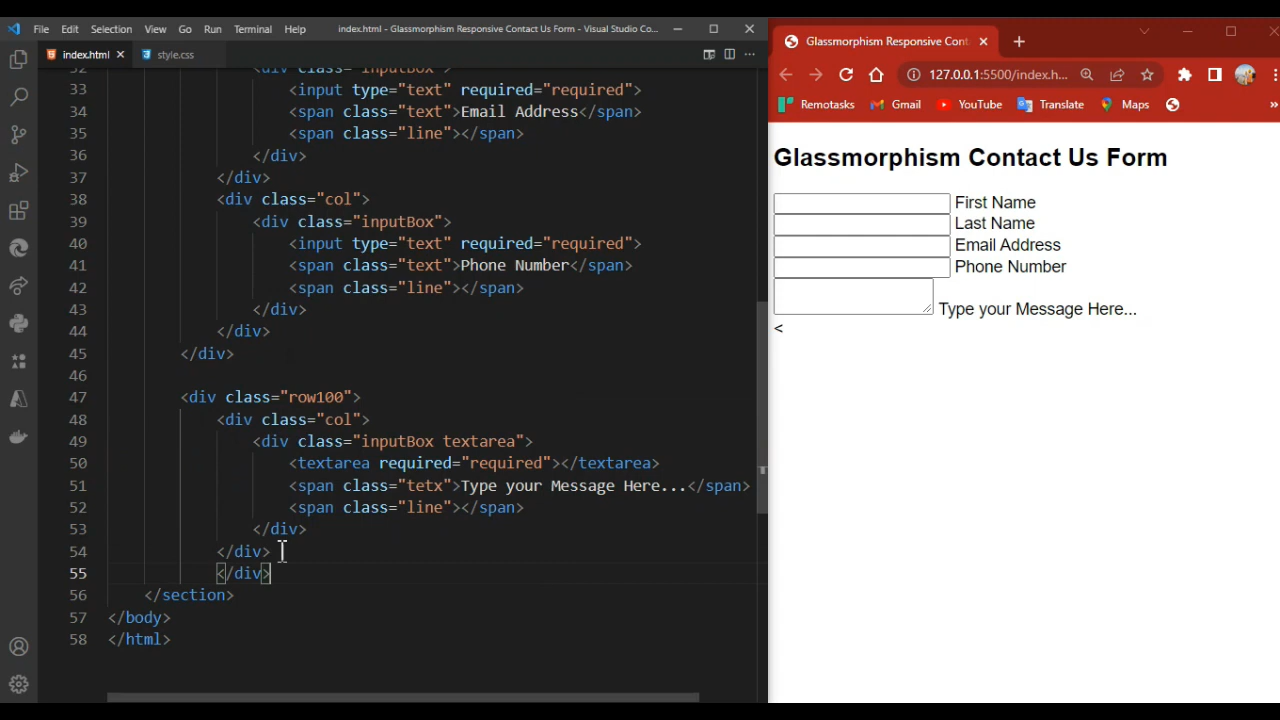 File Edit Selection View Go Run Terminal Help index.html - Glassmorphism Responsive Contact Us Form - Visual Studio Co...
index.html style.css
32 <div class="inputBox">
33 <input type="text" required="required">
34 <span class="text">Email Address</span>
35 <span class="line"></span>
36 </div>
37 </div>
38 <div class="col">
39 <div class="inputBox">
40 <input type="text" required="required">
41 <span class="text">Phone Number</span>
42 <span class="line"></span>
43 </div>
44 </div>
45 </div>
46
47 <div class="row100">
48 <div class="col">
49 <div class="inputBox textarea">
50 <textarea required="required"></textarea>
51 <span class="tetx">Type your Message Here...</span>
52 <span class="line"></span>
53 </div>
54 </div>
55 </div>
56 </section>
57 </body>
58 </html>
Glassmorphism Responsive Cont
127.0.0.1:5500/index.h...
Remotasks Gmail YouTube Translate Maps »
Glassmorphism Contact Us Form
First Name
Last Name
Email Address
Phone Number
Type your Message Here...
<